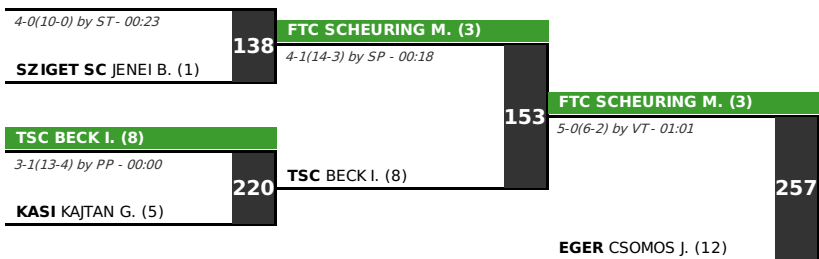 4-0(10-0) by ST - 00:23
138
SZIGET SC JENEI B. (1)
TSC BECK I. (8)
3-1(13-4) by PP - 00:00
220
KASI KAJTAN G. (5)
FTC SCHEURING M. (3)
4-1(14-3) by SP - 00:18
153
TSC BECK I. (8)
FTC SCHEURING M. (3)
5-0(6-2) by VT - 01:01
257
EGER CSOMOS J. (12)